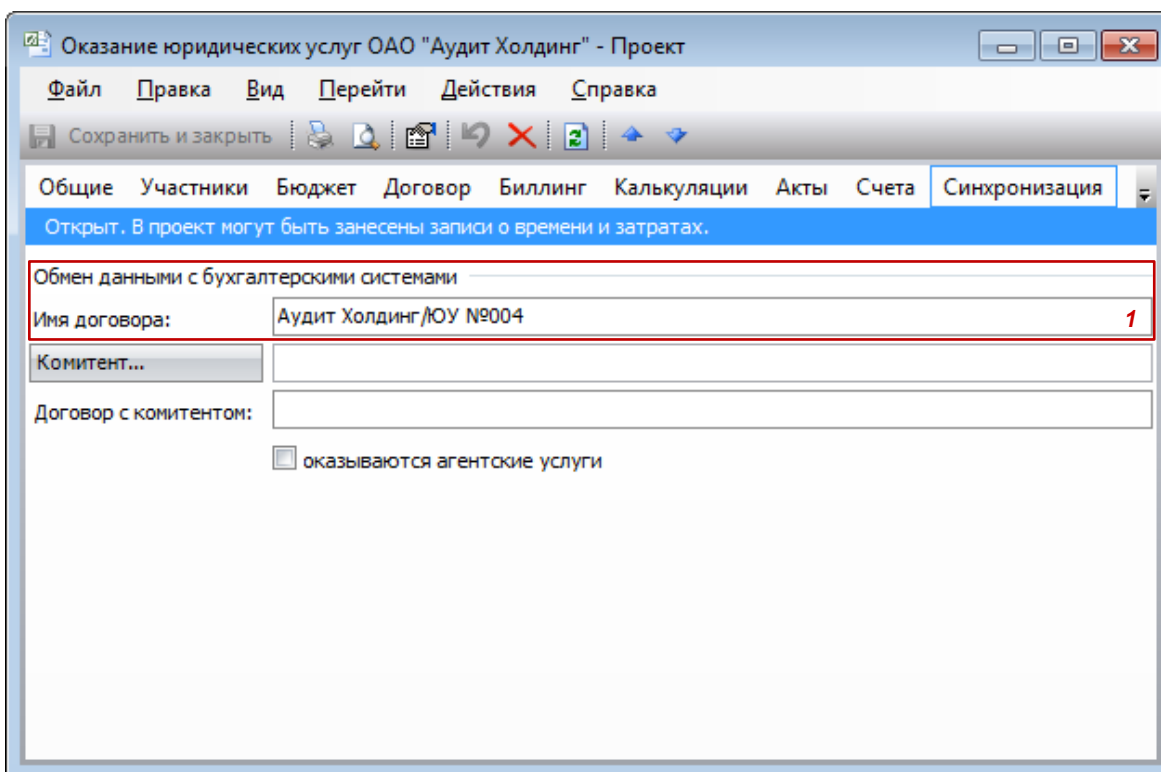 Оказание юридических услуг ОАО "Аудит Холдинг" - Проект
Файл Правка Вид Перейти Действия Справка
Сохранить и закрыть
Общие Участники Бюджет Договор Биллинг Калькуляции Акты Счета Синхронизация
Открыт. В проект могут быть занесены записи о времени и затратах.
Обмен данными с бухгалтерскими системами
Имя договора: Аудит Холдинг/ЮУ №004 1
Комитент...
Договор с комитентом:
оказываются агентские услуги